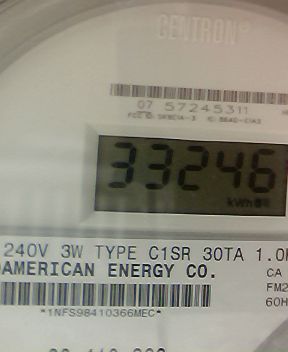 CENTRON®
07 57245311
33246
kWh
240V 3W TYPE C1SR 30TA 1.0
AMERICAN ENERGY CO.
CA
FM2
60H
*1NFS98410366MEC*